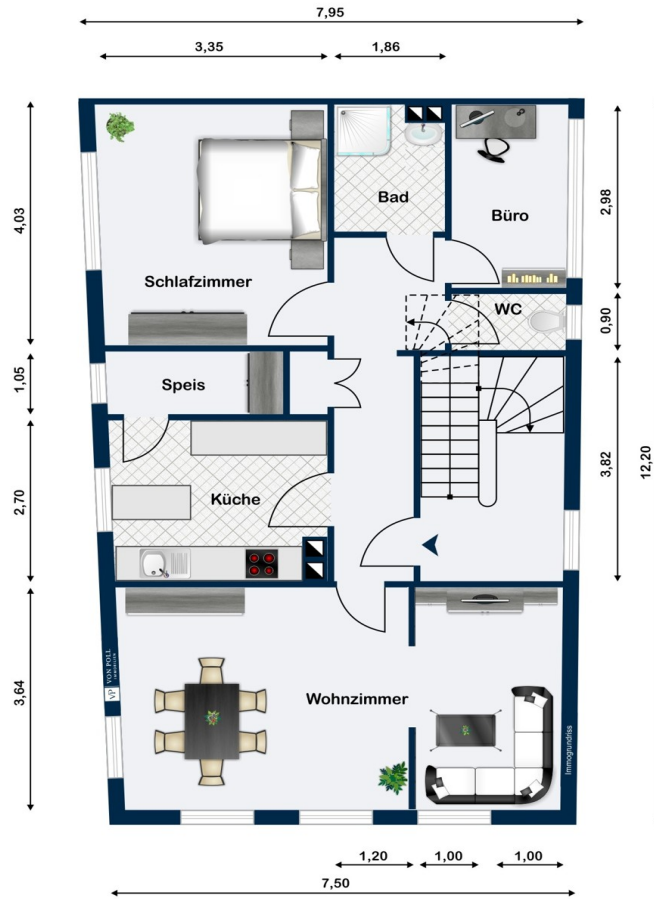 7,95
3,35
1,86
4,03
2,98
Bad
Büro
Schlafzimmer
WC
0,90
1,05
Speis
3,82
12,20
2,70
Küche
3,64
VP VON POLL
IMMOBILIEN
Wohnzimmer
Immogrundriss
1,20
1,00
1,00
7,50